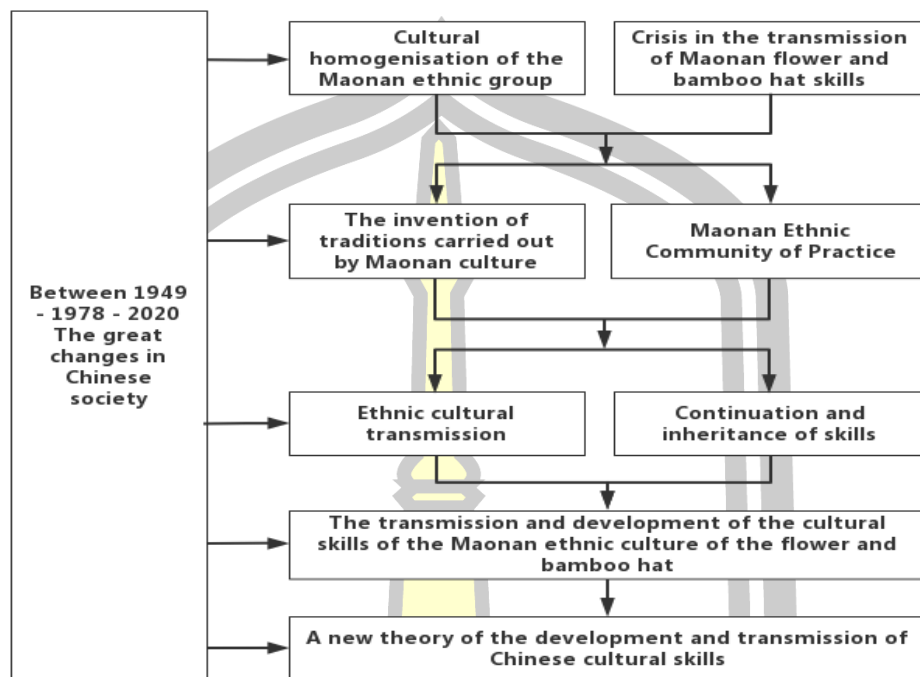 Cultural
homogenisation of the
Maonan ethnic group
Crisis in the transmission
of Maonan flower and
bamboo hat skills
The invention of
traditions carried out
by Maonan culture
Maonan Ethnic
Community of Practice
Between 1949
- 1978 - 2020
The great
changes in
Chinese
society
Ethnic cultural
transmission
Continuation and
inheritance of skills
The transmission and development of the cultural
skills of the Maonan ethnic culture of the flower and
bamboo hat
A new theory of the development and transmission of
Chinese cultural skills